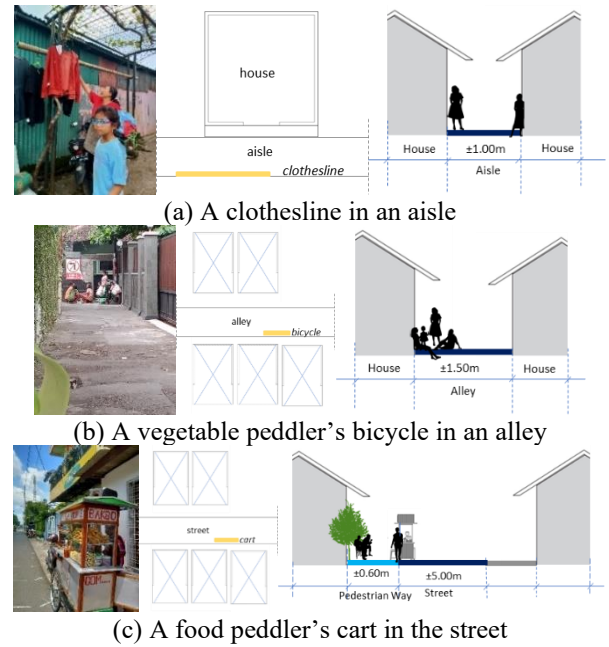 house
aisle
clothesline
House ±1.00m House
Aisle
(a) A clothesline in an aisle
alley
bicycle
House ±1.50m House
Alley
(b) A vegetable peddler's bicycle in an alley
BAKSO
street
cart
±0.60m ±5.00m
Pedestrian Way Street
(c) A food peddler's cart in the street